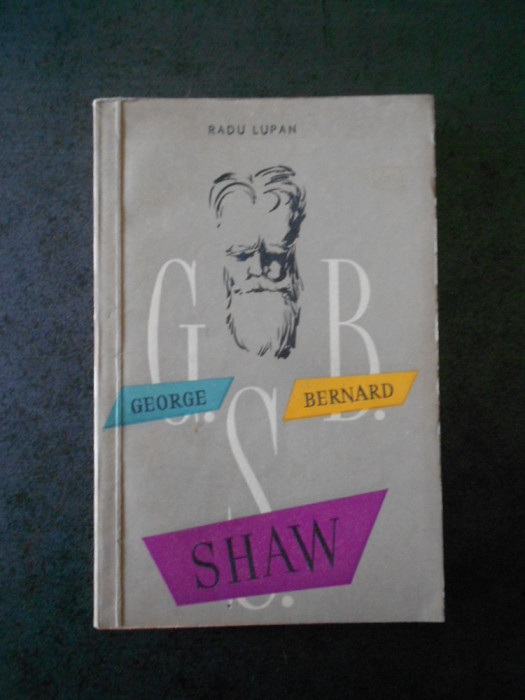 RADU LUPAN
G. B.
GEORGE
BERNARD
S.
SHAW